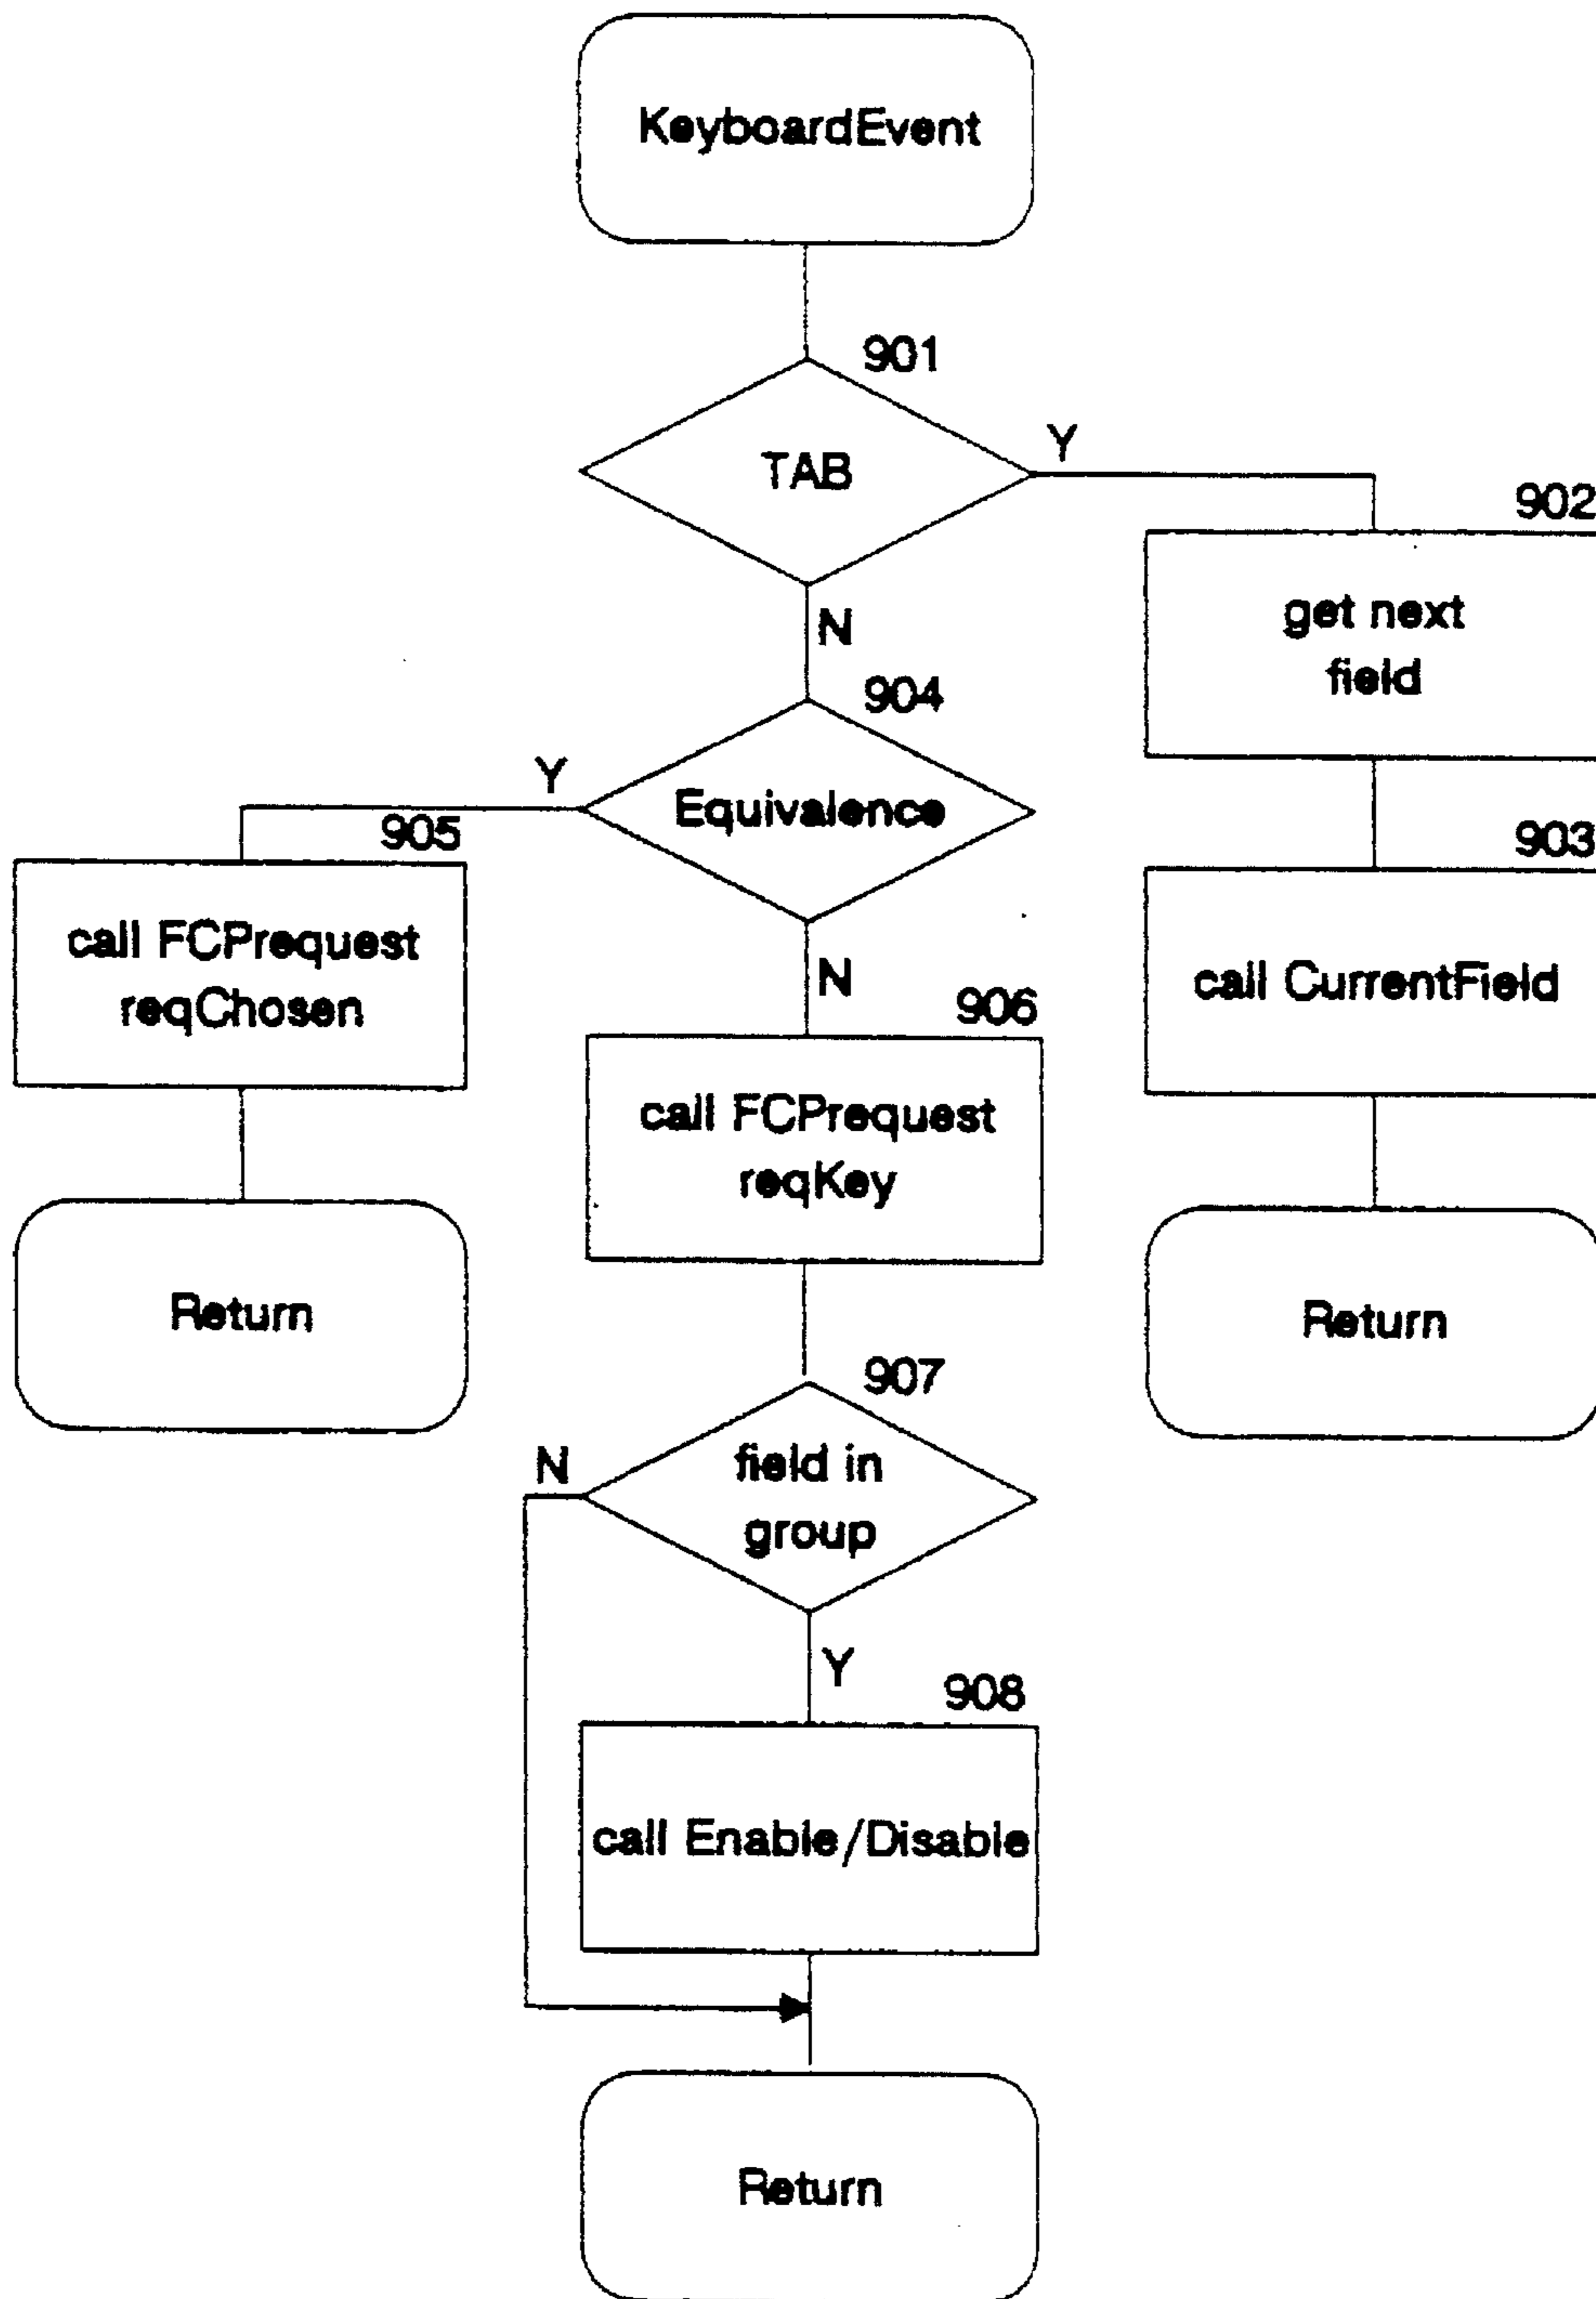 KeyboardEvent
901
TAB
Y
902
get next
field
N
904
Equivalence
Y
905
903
call FCPrequest
reqChosen
call CurrentField
N
906
call FCPrequest
reqKey
Return
Return
907
field in
group
N
Y
908
call Enable/Disable
Return